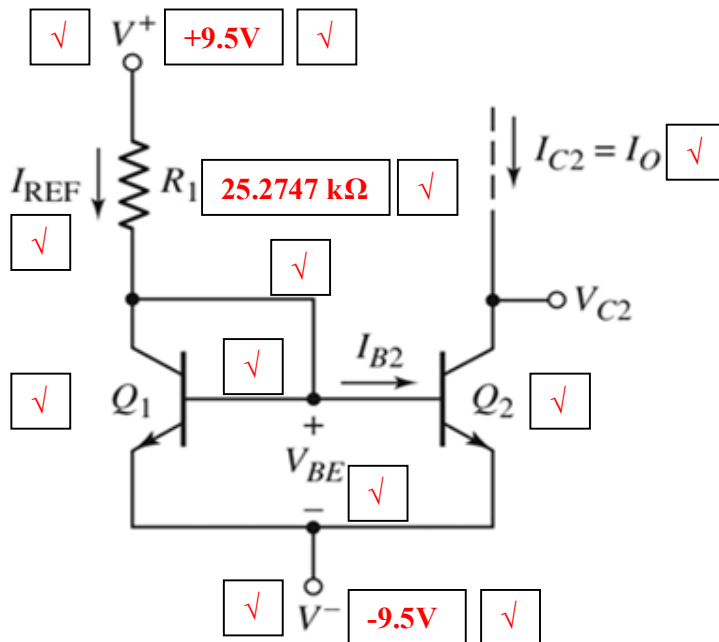 √ V⁺ +9.5V √
I_C2 = I_O √
I_REF R₁ 25.2747 kΩ √
√
√
V_C2
√ I_B2
√ Q₁ Q₂ √
+
V_BE √
−
√ V⁻ -9.5V √